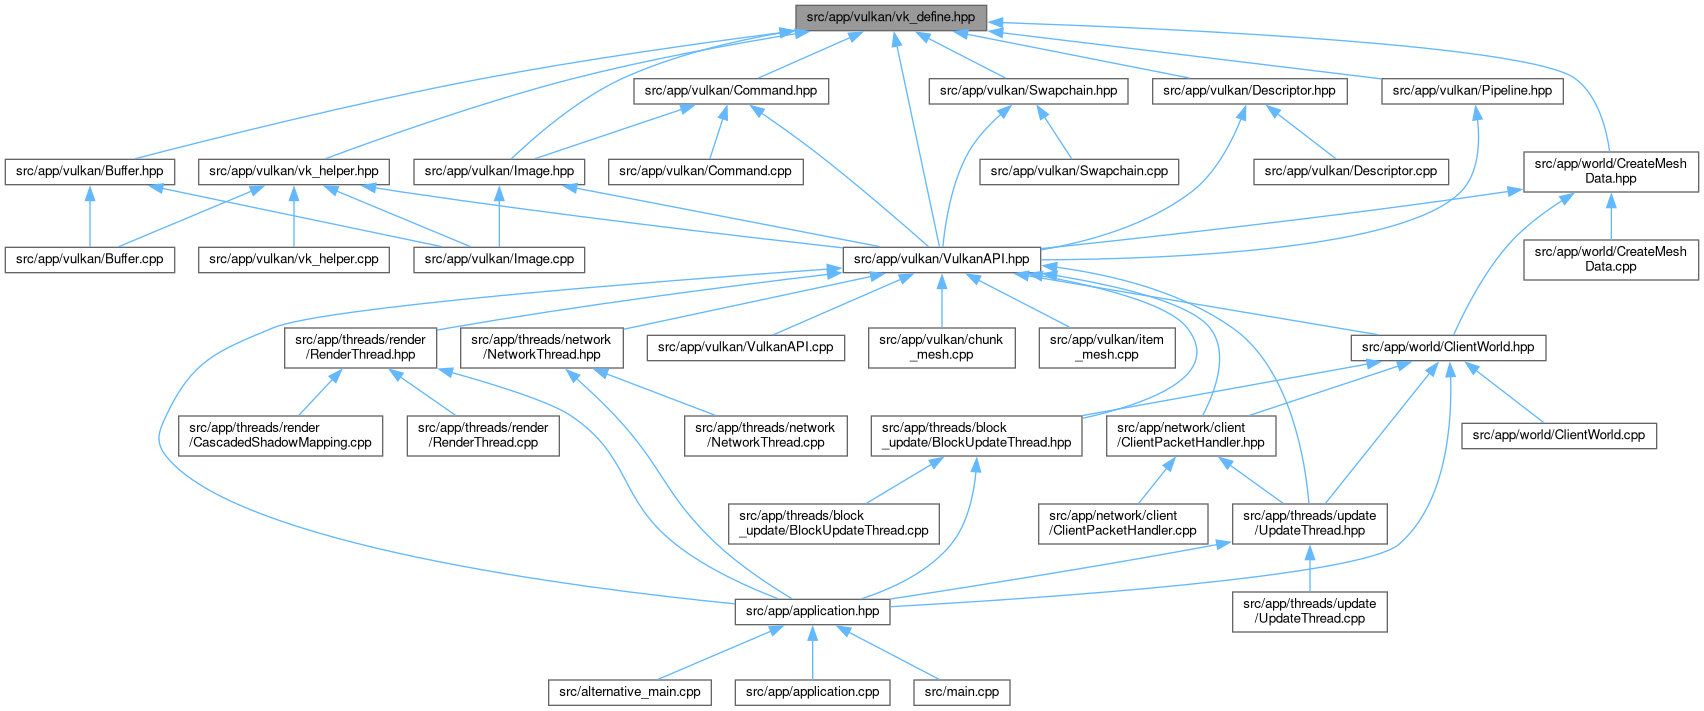 src/app/vulkan/vk_define.hpp
src/app/vulkan/Command.hpp
src/app/vulkan/Swapchain.hpp
src/app/vulkan/Descriptor.hpp
src/app/vulkan/Pipeline.hpp
src/app/vulkan/Buffer.hpp
src/app/vulkan/vk_helper.hpp
src/app/vulkan/Image.hpp
src/app/vulkan/Command.cpp
src/app/vulkan/Swapchain.cpp
src/app/vulkan/Descriptor.cpp
src/app/world/CreateMesh
Data.hpp
src/app/vulkan/Buffer.cpp
src/app/vulkan/vk_helper.cpp
src/app/vulkan/Image.cpp
src/app/vulkan/VulkanAPI.hpp
src/app/world/CreateMesh
Data.cpp
src/app/threads/render
/RenderThread.hpp
src/app/threads/network
/NetworkThread.hpp
src/app/vulkan/VulkanAPI.cpp
src/app/vulkan/chunk
_mesh.cpp
src/app/vulkan/item
_mesh.cpp
src/app/world/ClientWorld.hpp
src/app/threads/render
/CascadedShadowMapping.cpp
src/app/threads/render
/RenderThread.cpp
src/app/threads/network
/NetworkThread.cpp
src/app/threads/block
_update/BlockUpdateThread.hpp
src/app/network/client
/ClientPacketHandler.hpp
src/app/world/ClientWorld.cpp
src/app/threads/block
_update/BlockUpdateThread.cpp
src/app/network/client
/ClientPacketHandler.cpp
src/app/threads/update
/UpdateThread.hpp
src/app/application.hpp
src/app/threads/update
/UpdateThread.cpp
src/alternative_main.cpp
src/app/application.cpp
src/main.cpp